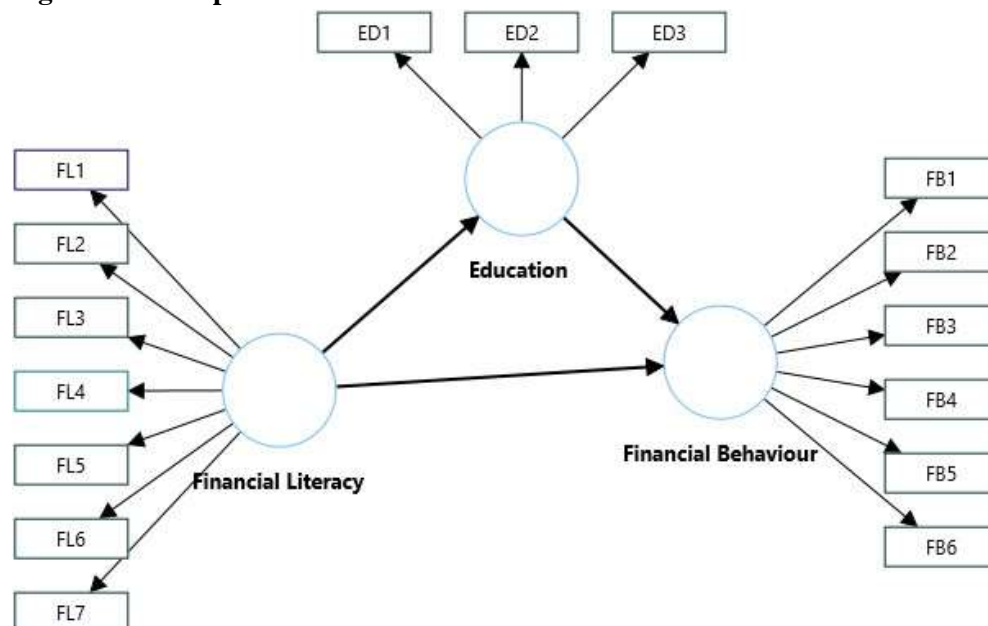 ED1
ED2
ED3
FL1
FL2
FL3
FL4
FL5
FL6
FL7
Education
Financial Literacy
Financial Behaviour
FB1
FB2
FB3
FB4
FB5
FB6